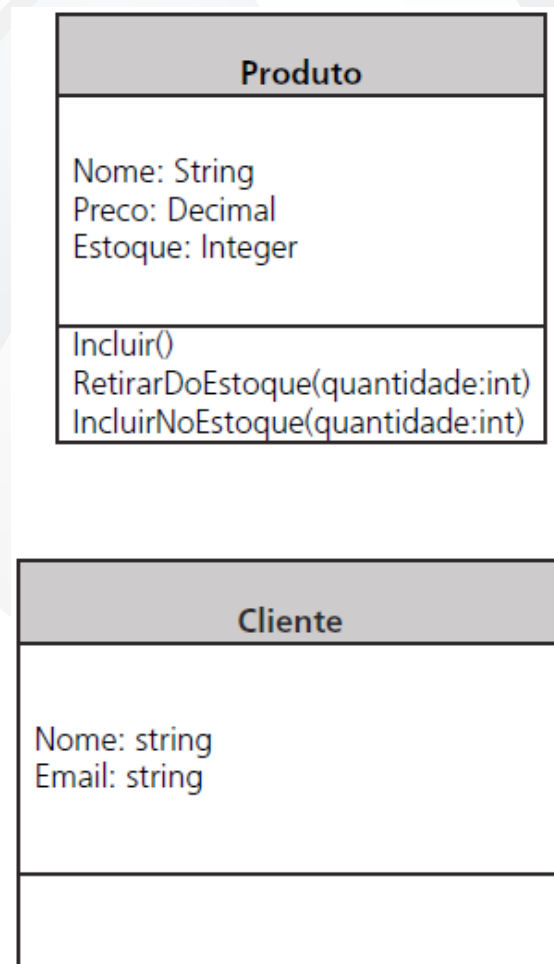 Produto
Nome: String
Preco: Decimal
Estoque: Integer
Incluir()
RetirarDoEstoque(quantidade:int)
IncluirNoEstoque(quantidade:int)
Cliente
Nome: string
Email: string